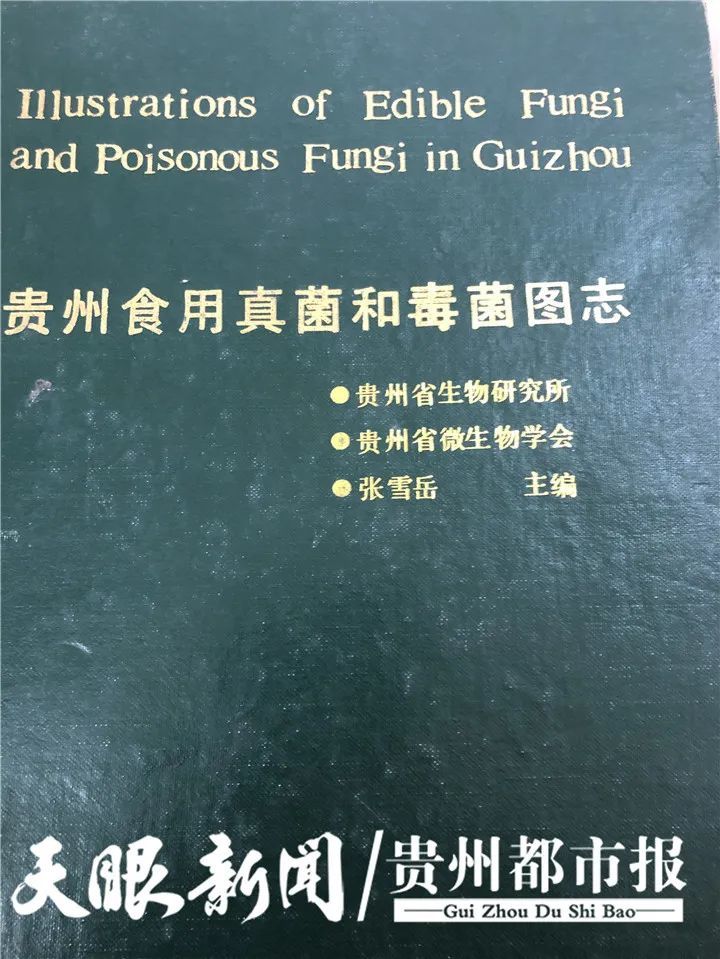 Illustrations of Edible Fungi
and Poisonous Fungi in Guizhou
贵州食用真菌和毒菌图志
●贵州省生物研究所
●贵州省微生物学会
●张雪岳 主编
天眼新闻/贵州都市报
Gui Zhou Du Shi Bao